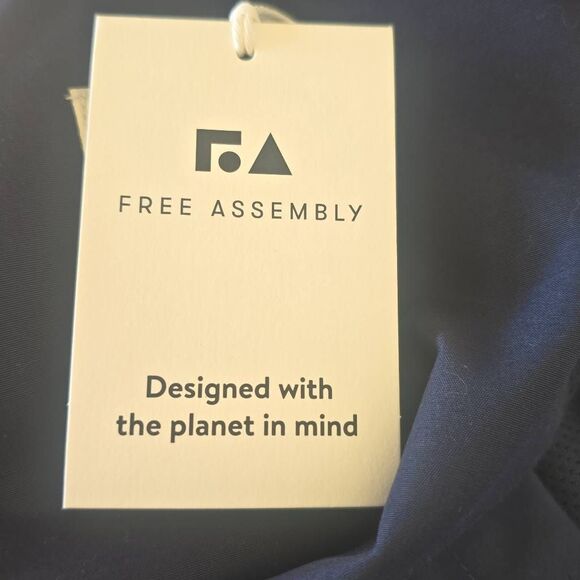 FREE ASSEMBLY
Designed with
the planet in mind